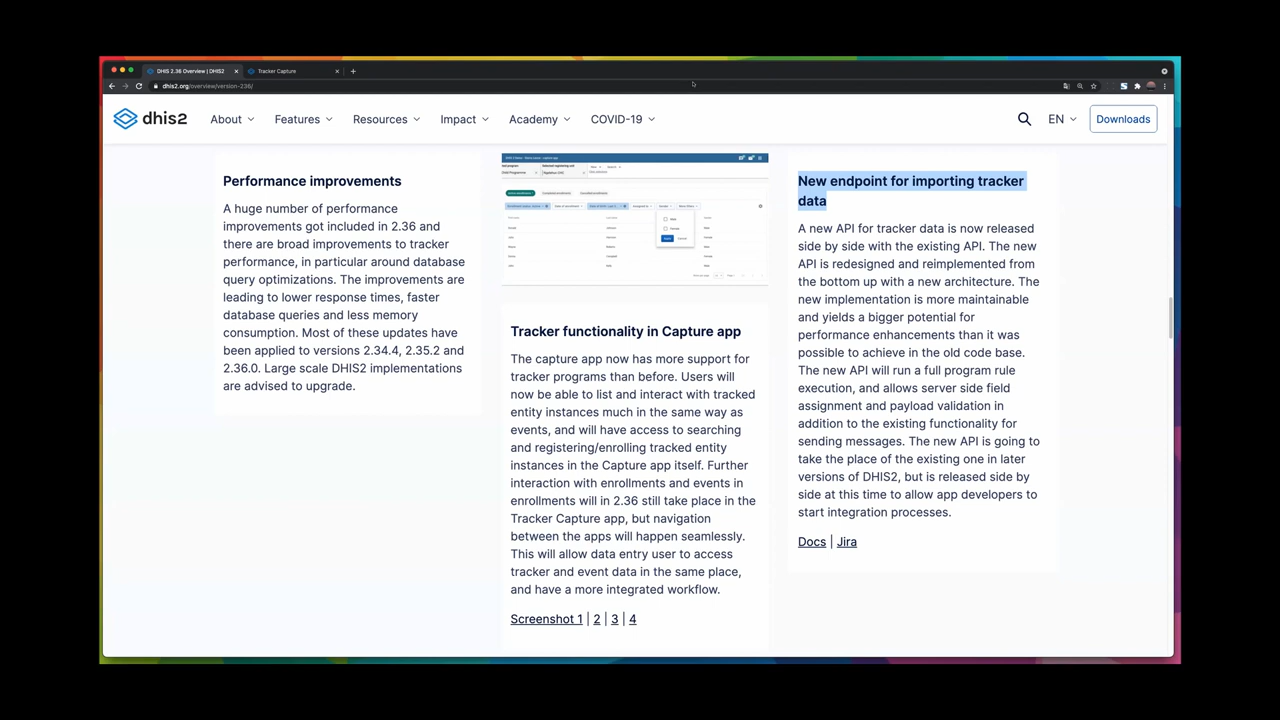 DHIS 2.36 Overview | DHIS2
Tracker Capture
dhis2.org/overview/version-236/
dhis2
About
Features
Resources
Impact
Academy
COVID-19
EN
Downloads
Performance improvements
A huge number of performance
improvements got included in 2.36 and
there are broad improvements to tracker
performance, in particular around database
query optimizations. The improvements are
leading to lower response times, faster
database queries and less memory
consumption. Most of these updates have
been applied to versions 2.34.4, 2.35.2 and
2.36.0. Large scale DHIS2 implementations
are advised to upgrade.
Tracker functionality in Capture app
The capture app now has more support for
tracker programs than before. Users will
now be able to list and interact with tracked
entity instances much in the same way as
events, and will have access to searching
and registering/enrolling tracked entity
instances in the Capture app itself. Further
interaction with enrollments and events in
enrollments will in 2.36 still take place in the
Tracker Capture app, but navigation
between the apps will happen seamlessly.
This will allow data entry user to access
tracker and event data in the same place,
and have a more integrated workflow.
Screenshot 1 | 2 | 3 | 4
New endpoint for importing tracker
data
A new API for tracker data is now released
side by side with the existing API. The new
API is redesigned and reimplemented from
the bottom up with a new architecture. The
new implementation is more maintainable
and yields a bigger potential for
performance enhancements than it was
possible to achieve in the old code base.
The new API will run a full program rule
execution, and allows server side field
assignment and payload validation in
addition to the existing functionality for
sending messages. The new API is going to
take the place of the existing one in later
versions of DHIS2, but is released side by
side at this time to allow app developers to
start integration processes.
Docs | Jira